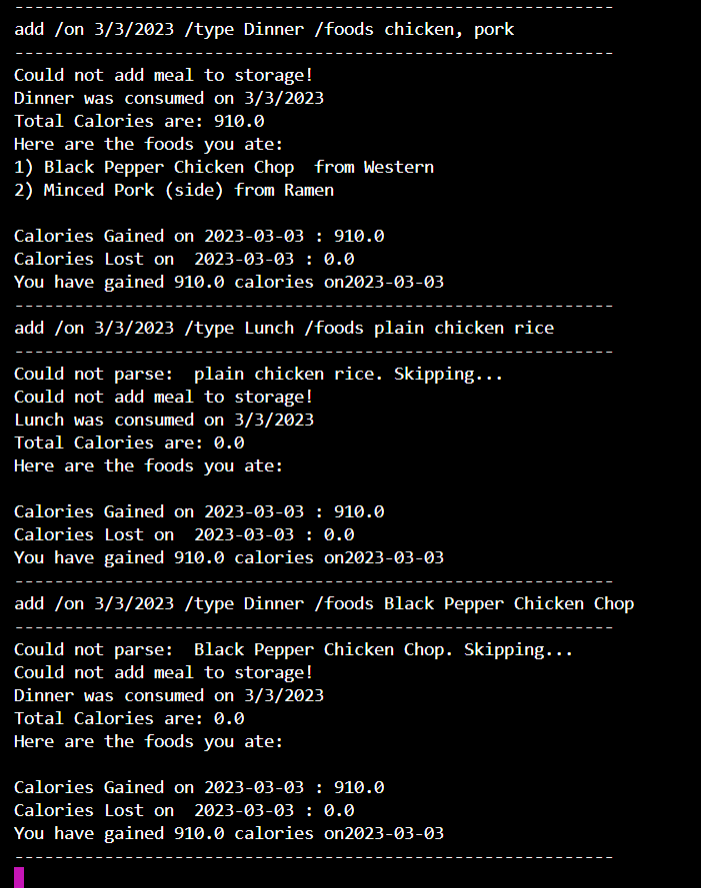 ------------------------------------------------------------
add /on 3/3/2023 /type Dinner /foods chicken, pork
------------------------------------------------------------
Could not add meal to storage!
Dinner was consumed on 3/3/2023
Total Calories are: 910.0
Here are the foods you ate:
1) Black Pepper Chicken Chop  from Western
2) Minced Pork (side) from Ramen

Calories Gained on 2023-03-03 : 910.0
Calories Lost on  2023-03-03 : 0.0
You have gained 910.0 calories on2023-03-03
------------------------------------------------------------
add /on 3/3/2023 /type Lunch /foods plain chicken rice
------------------------------------------------------------
Could not parse:  plain chicken rice. Skipping...
Could not add meal to storage!
Lunch was consumed on 3/3/2023
Total Calories are: 0.0
Here are the foods you ate:

Calories Gained on 2023-03-03 : 910.0
Calories Lost on  2023-03-03 : 0.0
You have gained 910.0 calories on2023-03-03
------------------------------------------------------------
add /on 3/3/2023 /type Dinner /foods Black Pepper Chicken Chop
------------------------------------------------------------
Could not parse:  Black Pepper Chicken Chop. Skipping...
Could not add meal to storage!
Dinner was consumed on 3/3/2023
Total Calories are: 0.0
Here are the foods you ate:

Calories Gained on 2023-03-03 : 910.0
Calories Lost on  2023-03-03 : 0.0
You have gained 910.0 calories on2023-03-03
------------------------------------------------------------